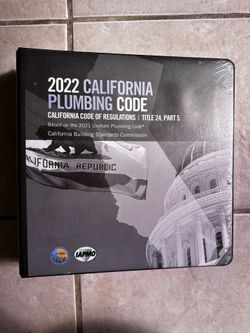 2022 CALIFORNIA
PLUMBING CODE
CALIFORNIA CODE OF REGULATIONS | TITLE 24, PART 5
Based on the 2021 Uniform Plumbing Code®
California Building Standards Commission
IFORNIA REPUBLIC
IAPMO